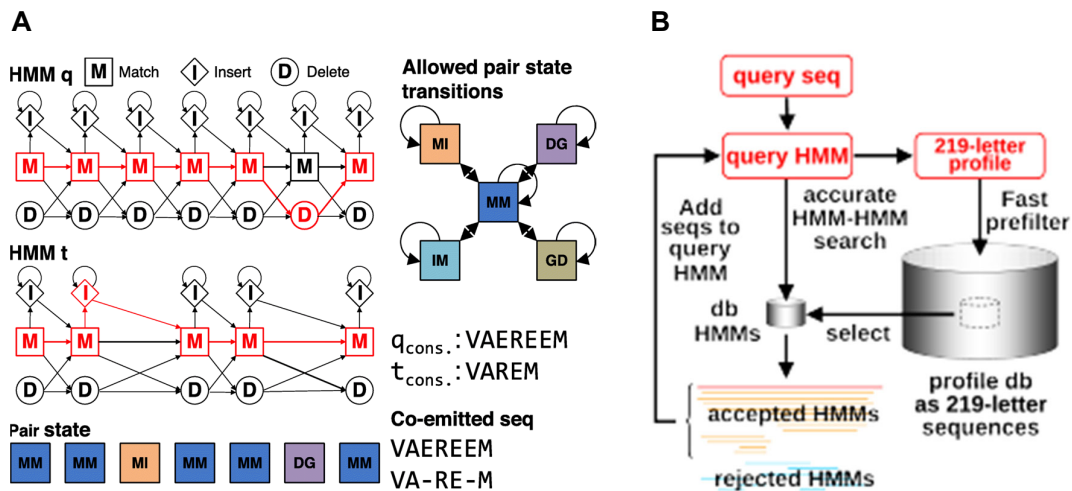 A
HMM q
M Match
I Insert
D Delete
I I I I I I I
M M M M M M M
D D D D D D D
HMM t
I I I I I
M M M M M
D D D D D
Pair state
MM MM MI MM MM DG MM
Allowed pair state
transitions
MI DG
MM
IM GD
qcons.:VAEREEM
tcons.:VAREM
Co-emitted seq
VAEREEM
VA-RE-M
B
query seq
query HMM
219-letter
profile
Add
seqs to
query
HMM
accurate
HMM-HMM
search
Fast
prefilter
db
HMMs
select
profile db
as 219-letter
sequences
accepted HMMs
rejected HMMs